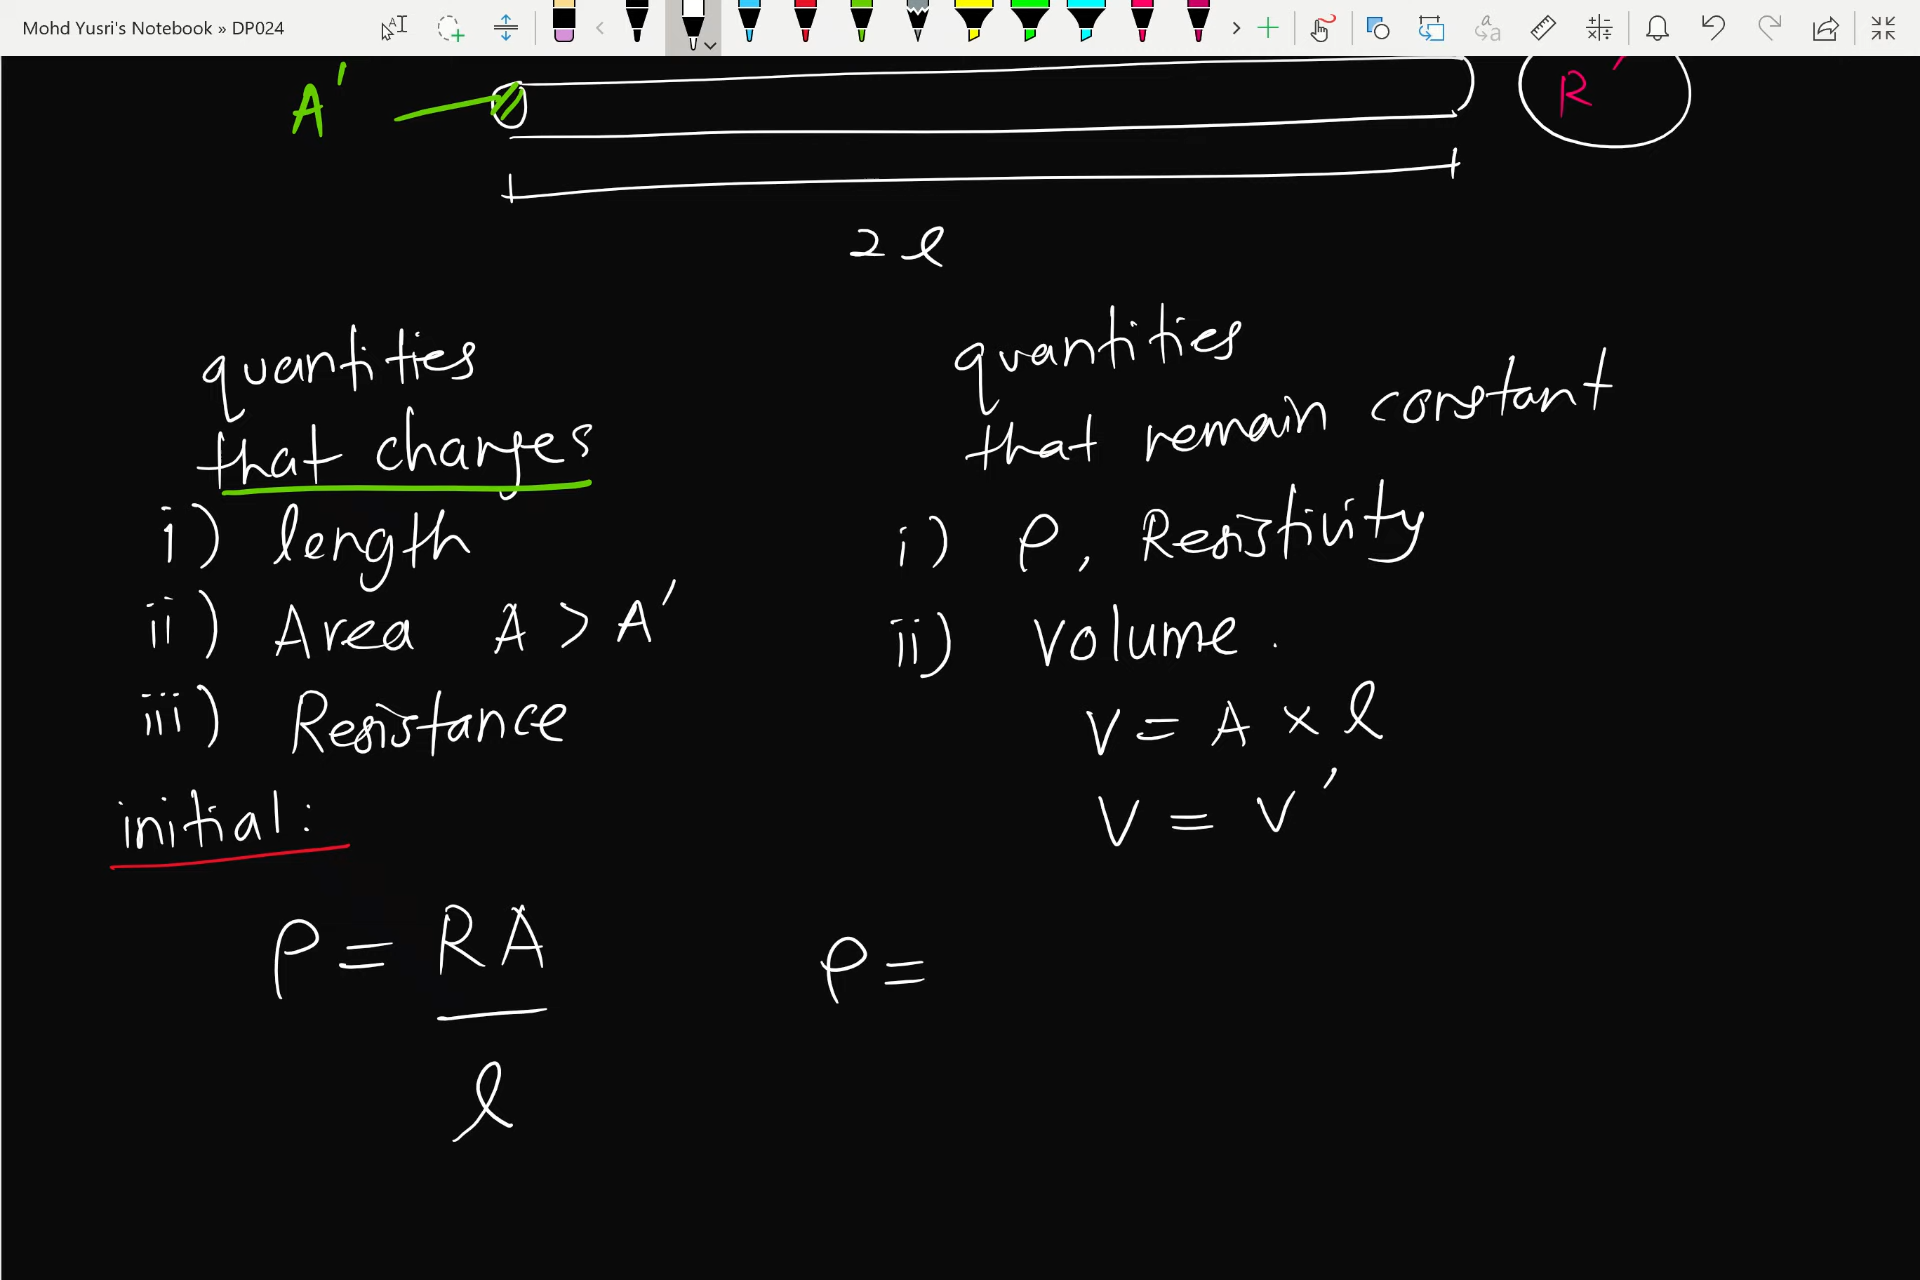 Mohd Yusri's Notebook » DP024
A'
R'
2 l
quantities
that changes
i) length
ii) Area A > A'
iii) Resistance
quantities
that remain constant
i) ρ, Resistivity
ii) Volume.
V = A × l
V = V'
initial:
ρ = RA
l
ρ =